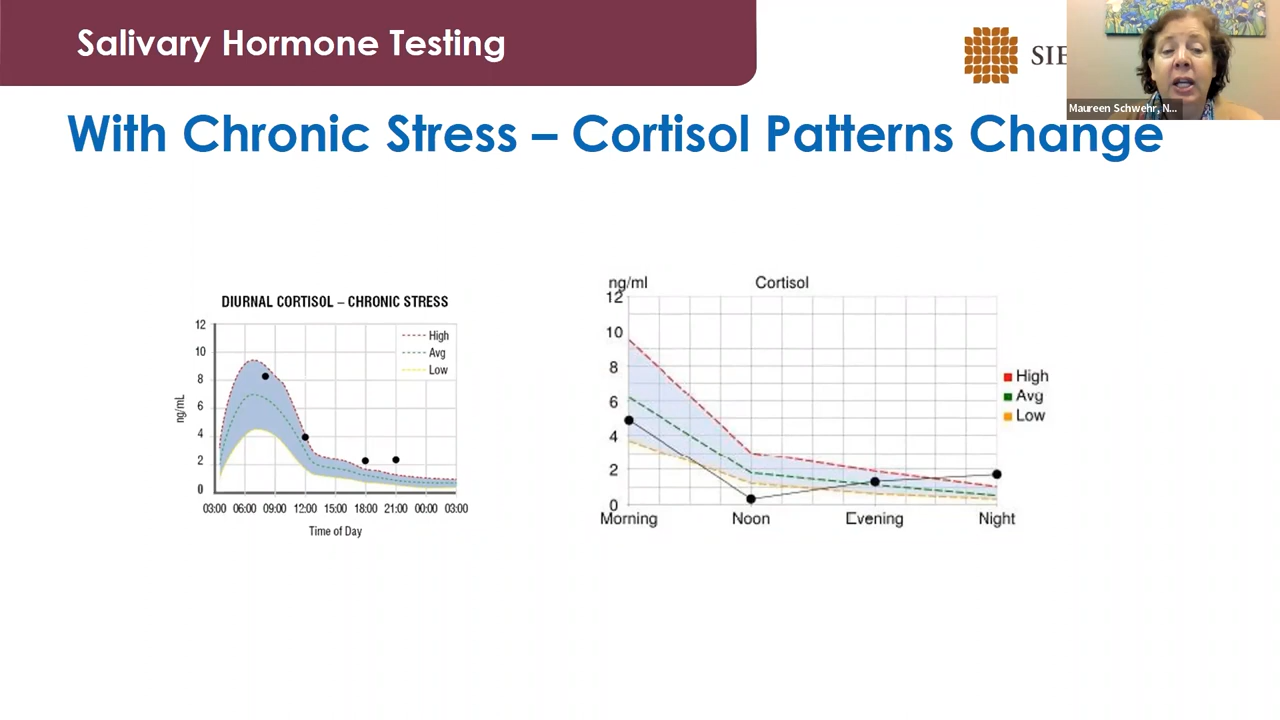 Salivary Hormone Testing
SIE
Maureen Schwehr, N...
With Chronic Stress – Cortisol Patterns Change
DIURNAL CORTISOL – CHRONIC STRESS
12
10
8
6
4
2
0
ng/mL
High
Avg
Low
03:00 06:00 09:00 12:00 15:00 18:00 21:00 00:00 03:00
Time of Day
ng/ml
Cortisol
12
10
8
6
4
2
0
Morning Noon Evening Night
High
Avg
Low